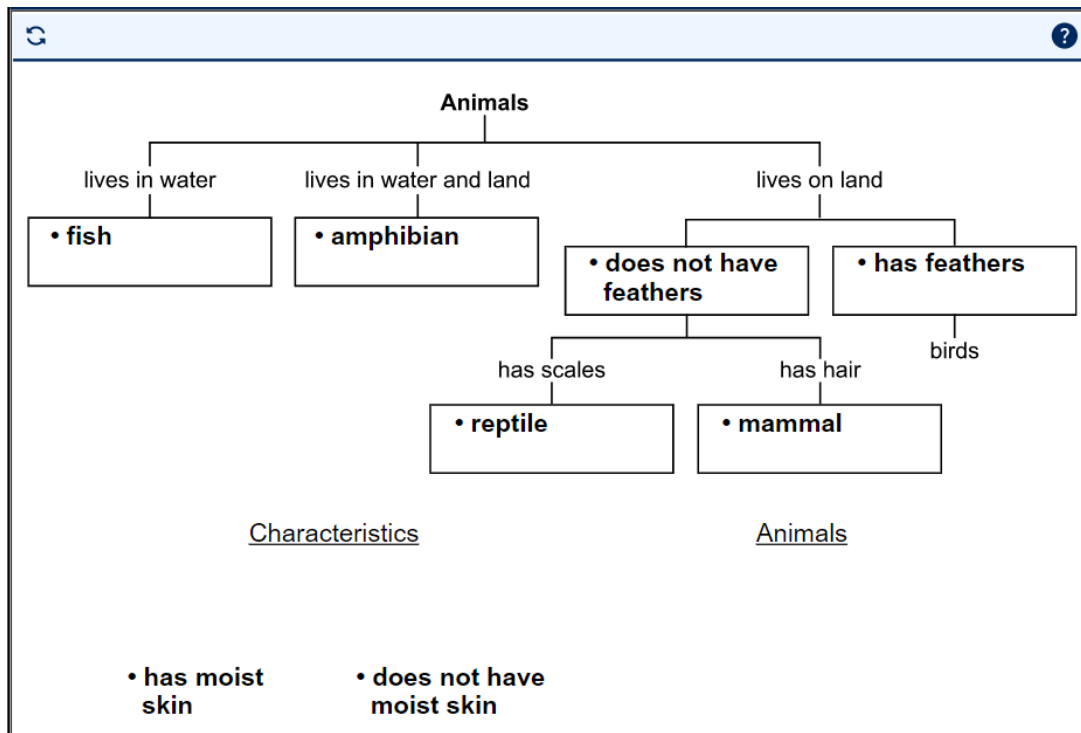 ?
Animals
lives in water
lives in water and land
lives on land
• fish
• amphibian
• does not have
feathers
• has feathers
birds
has scales
has hair
• reptile
• mammal
Characteristics
Animals
• has moist
skin
• does not have
moist skin